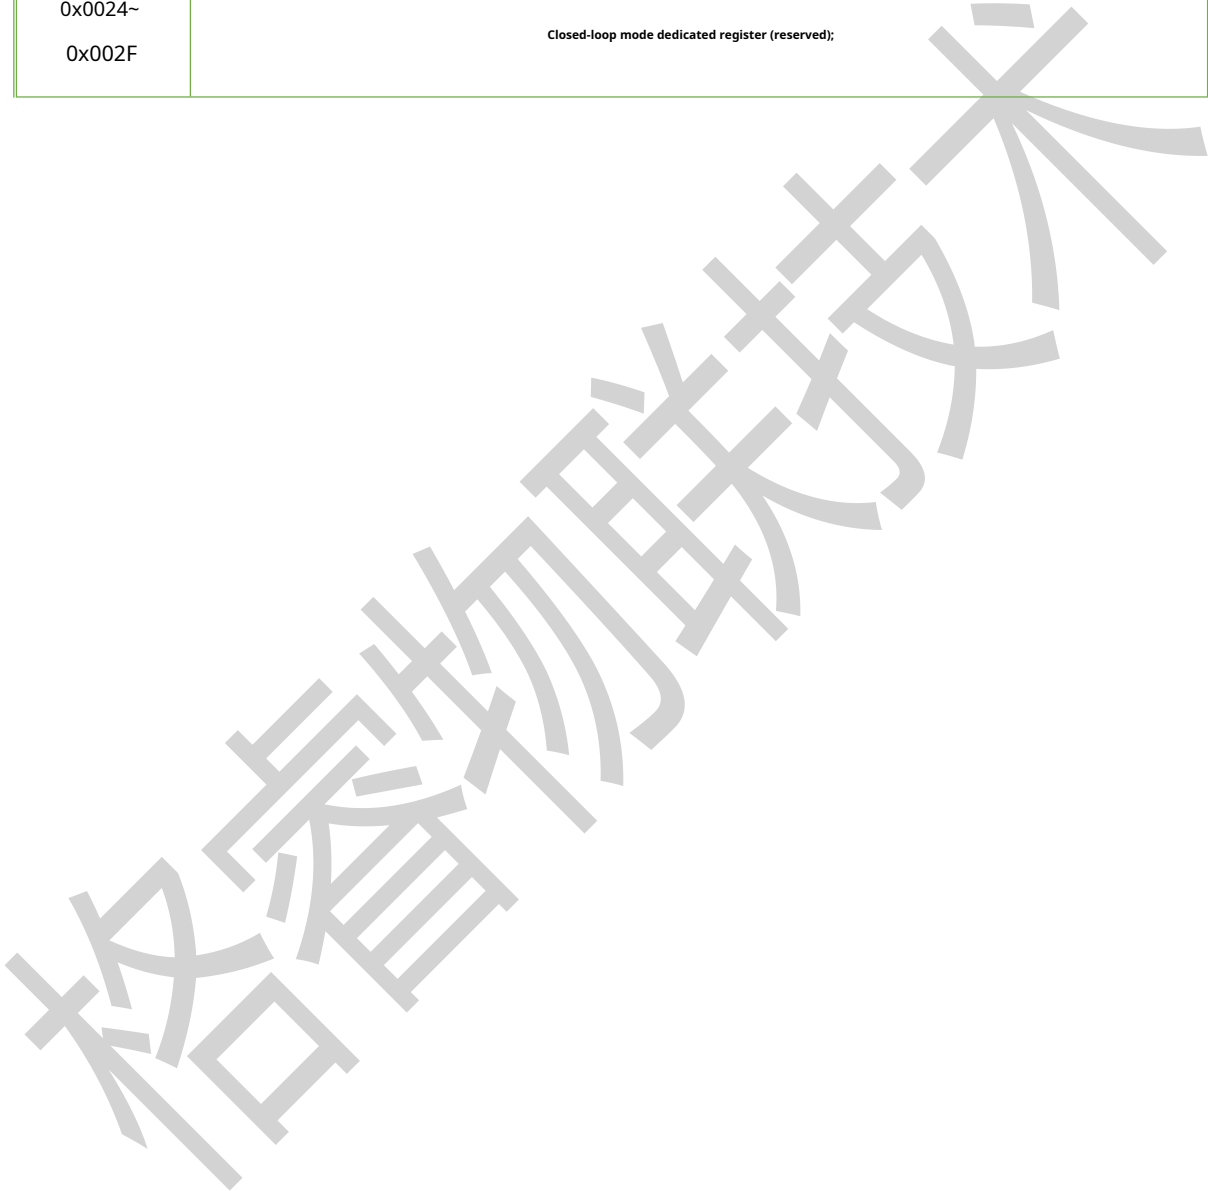 0x0024~
0x002F
Closed-loop mode dedicated register (reserved);
格睿物联技术